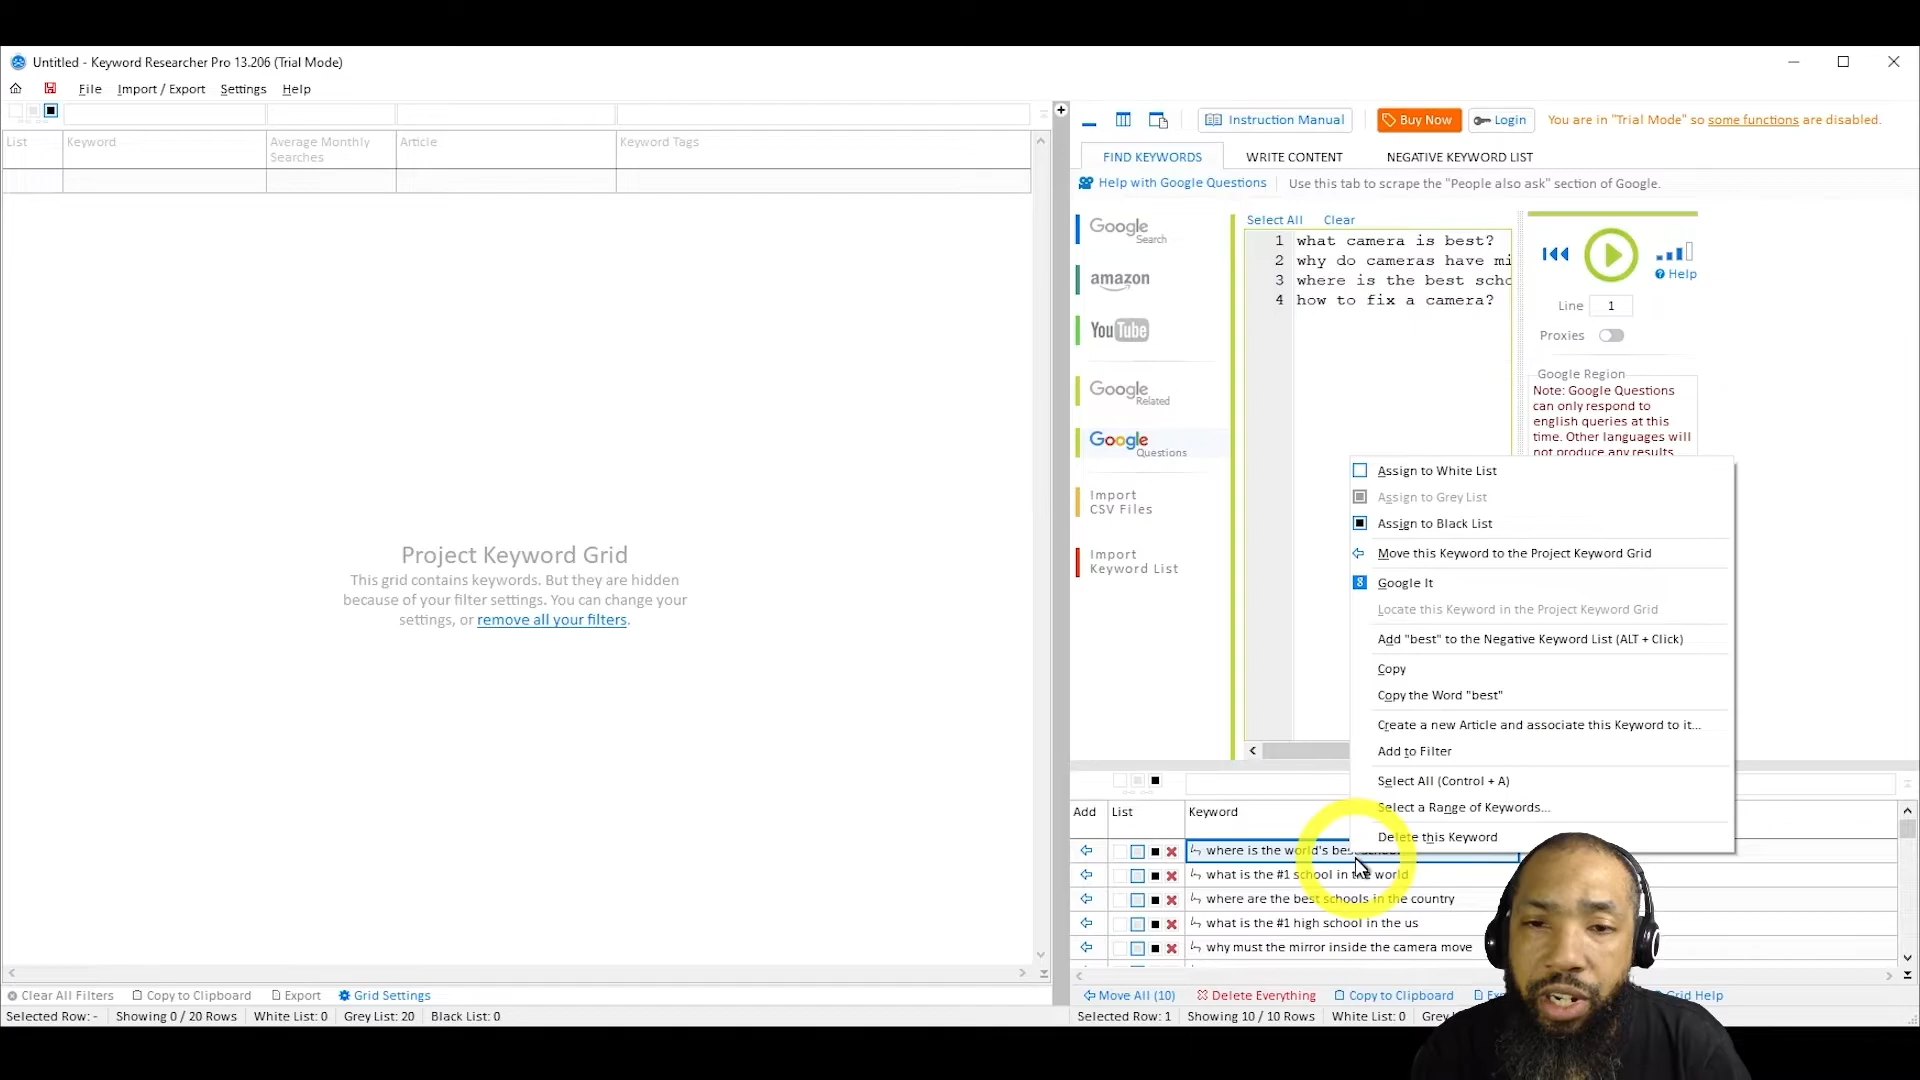 Untitled - Keyword Researcher Pro 13.206 (Trial Mode)
File Import / Export Settings Help
List Keyword Average Monthly Searches Article Keyword Tags
Project Keyword Grid
This grid contains keywords. But they are hidden
because of your filter settings. You can change your
settings, or remove all your filters.
Clear All Filters Copy to Clipboard Export Grid Settings
Selected Row: - Showing 0 / 20 Rows White List: 0 Grey List: 20 Black List: 0
Instruction Manual Buy Now Login You are in "Trial Mode" so some functions are disabled.
FIND KEYWORDS WRITE CONTENT NEGATIVE KEYWORD LIST
Help with Google Questions Use this tab to scrape the "People also ask" section of Google.
Google Search
amazon
YouTube
Google Related
Google Questions
Import
CSV Files
Import
Keyword List
Select All Clear
1 what camera is best?
2 why do cameras have mi
3 where is the best scho
4 how to fix a camera?
Help
Line 1
Proxies
Google Region
Note: Google Questions
can only respond to
english queries at this
time. Other languages will
not produce any results
Assign to White List
Assign to Grey List
Assign to Black List
Move this Keyword to the Project Keyword Grid
8 Google It
Locate this Keyword in the Project Keyword Grid
Add "best" to the Negative Keyword List (ALT + Click)
Copy
Copy the Word "best"
Create a new Article and associate this Keyword to it...
Add to Filter
Select All (Control + A)
Select a Range of Keywords...
Delete this Keyword
Add List Keyword
where is the world's best school
what is the #1 school in the world
where are the best schools in the country
what is the #1 high school in the us
why must the mirror inside the camera move
Move All (10) Delete Everything Copy to Clipboard Grid Help
Selected Row: 1 Showing 10 / 10 Rows White List: 0